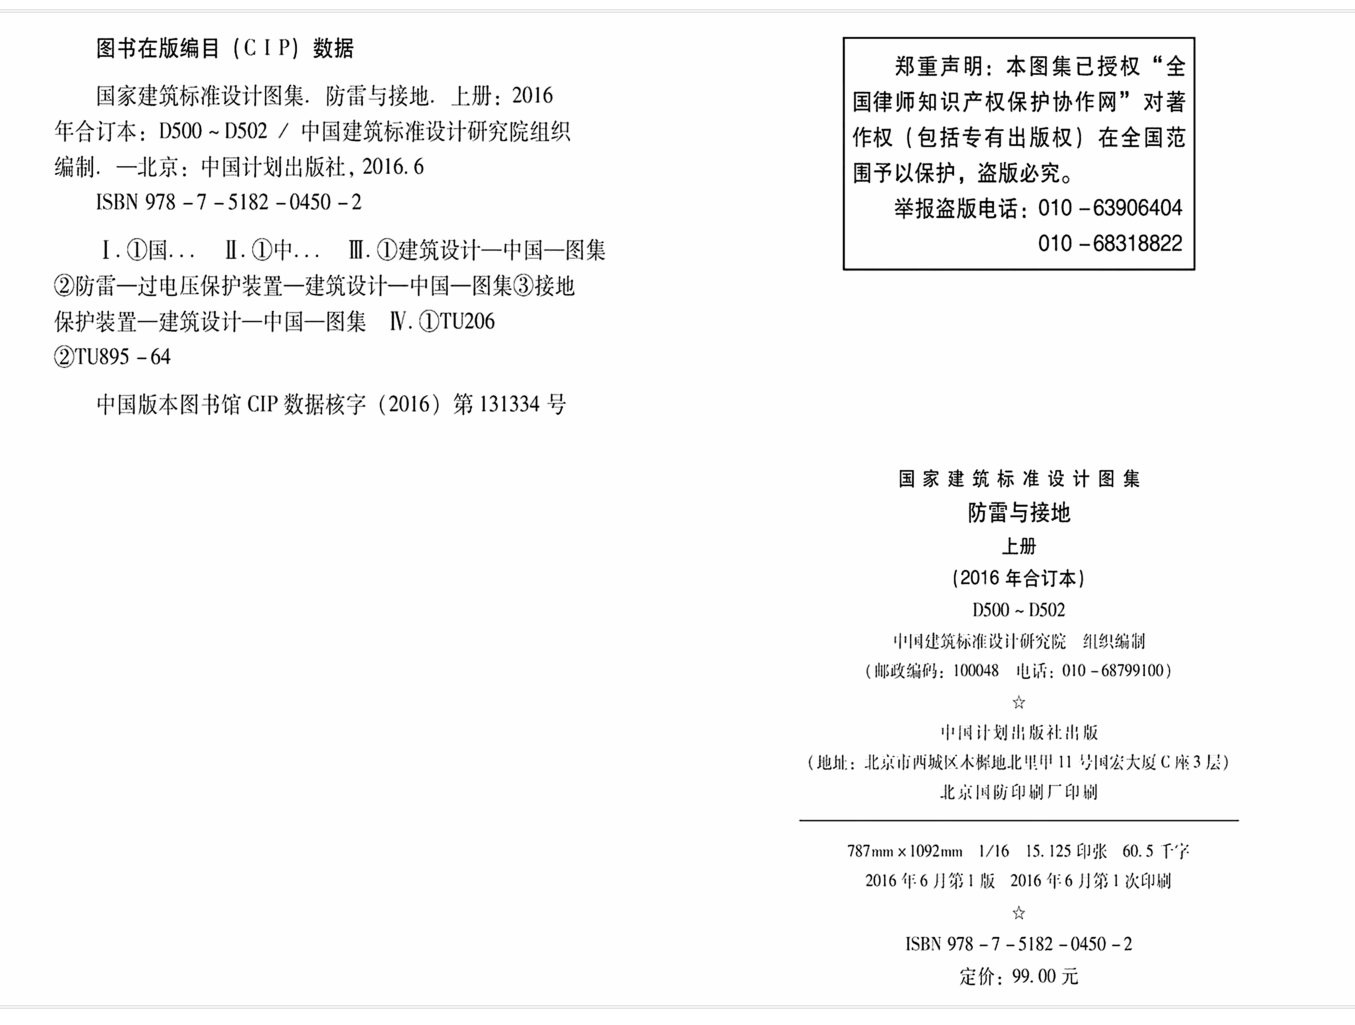 图书在版编目（CIP）数据
国家建筑标准设计图集. 防雷与接地. 上册：2016
年合订本：D500～D502 / 中国建筑标准设计研究院组织
编制. —北京：中国计划出版社，2016.6
ISBN 978－7－5182－0450－2
Ⅰ.①国... Ⅱ.①中... Ⅲ.①建筑设计—中国—图集
②防雷—过电压保护装置—建筑设计—中国—图集③接地
保护装置—建筑设计—中国—图集 Ⅳ.①TU206
②TU895－64
中国版本图书馆 CIP 数据核字（2016）第 131334 号
郑重声明：本图集已授权“全
国律师知识产权保护协作网”对著
作权（包括专有出版权）在全国范
围予以保护，盗版必究。
举报盗版电话：010－63906404
010－68318822
国家建筑标准设计图集
防雷与接地
上册
（2016 年合订本）
D500～D502
中国建筑标准设计研究院 组织编制
（邮政编码：100048 电话：010－68799100）
☆
中国计划出版社出版
（地址：北京市西城区木樨地北里甲 11 号国宏大厦 C 座 3 层）
北京国防印刷厂印刷
787mm×1092mm 1/16 15.125 印张 60.5 千字
2016 年 6 月第 1 版 2016 年 6 月第 1 次印刷
☆
ISBN 978－7－5182－0450－2
定价：99.00 元